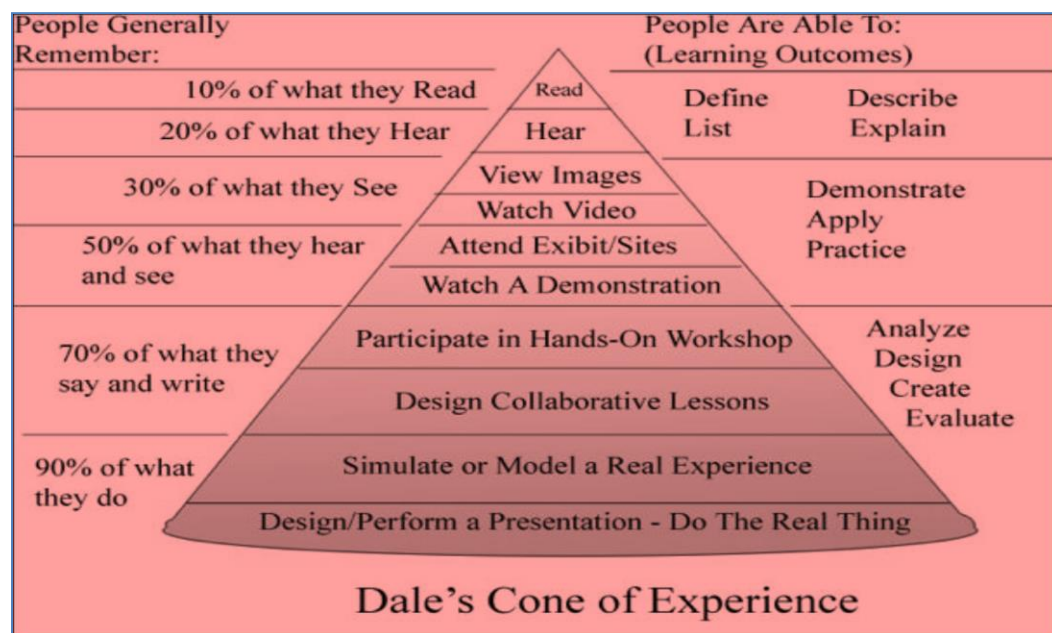 People Generally
Remember:
10% of what they Read
20% of what they Hear
30% of what they See
50% of what they hear
and see
70% of what they
say and write
90% of what
they do
Read
Hear
View Images
Watch Video
Attend Exibit/Sites
Watch A Demonstration
Participate in Hands-On Workshop
Design Collaborative Lessons
Simulate or Model a Real Experience
Design/Perform a Presentation - Do The Real Thing
People Are Able To:
(Learning Outcomes)
Define Describe
List Explain
Demonstrate
Apply
Practice
Analyze
Design
Create
Evaluate
Dale's Cone of Experience